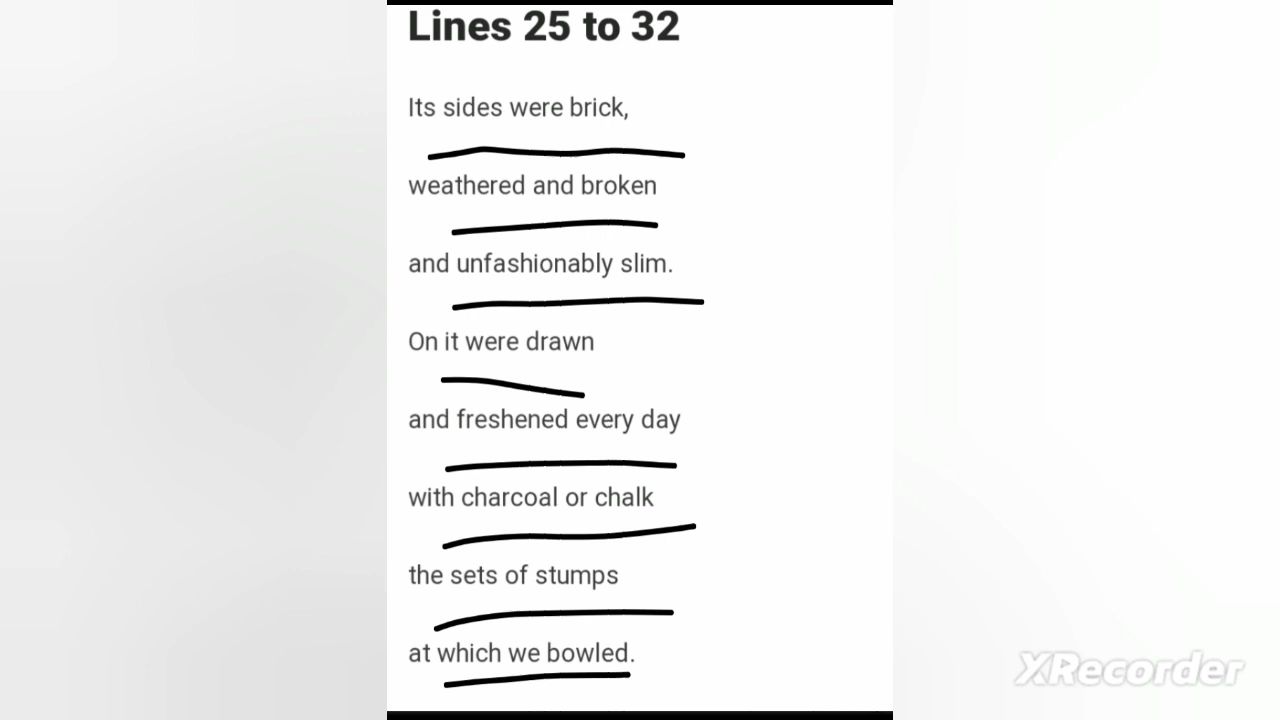 Lines 25 to 32
Its sides were brick,
weathered and broken
and unfashionably slim.
On it were drawn
and freshened every day
with charcoal or chalk
the sets of stumps
at which we bowled.
XRecorder